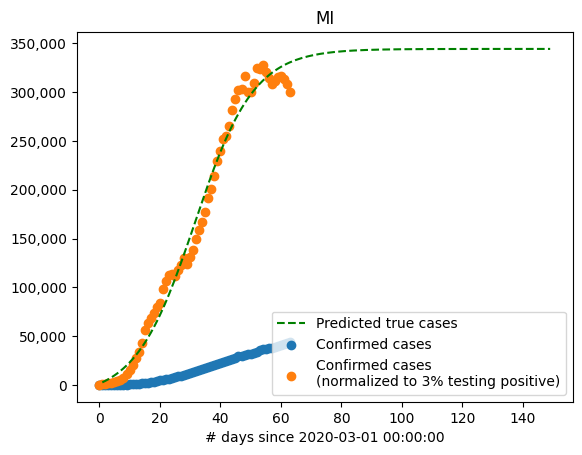 MI
350,000
300,000
250,000
200,000
150,000
100,000
50,000
0
Predicted true cases
Confirmed cases
Confirmed cases
(normalized to 3% testing positive)
0 20 40 60 80 100 120 140
# days since 2020-03-01 00:00:00